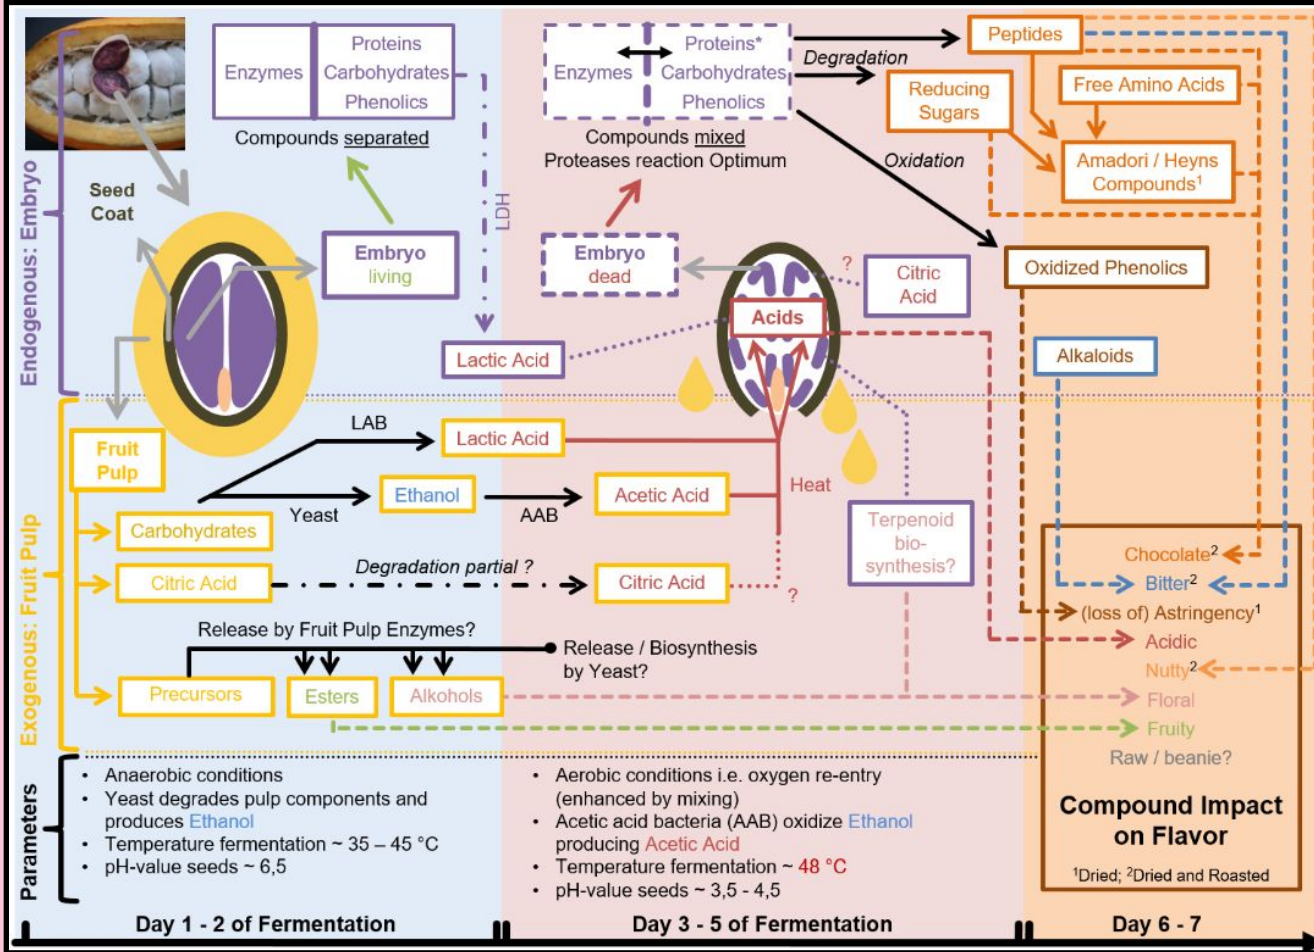 Endogenous: Embryo
Seed
Coat
Enzymes
Proteins
Carbohydrates
Phenolics
Compounds separated
Embryo
living
LDH
Lactic Acid
Enzymes
Proteins*
Carbohydrates
Phenolics
Compounds mixed
Proteases reaction Optimum
Embryo
dead
Acids
?
Citric
Acid
Degradation
Oxidation
Peptides
Reducing
Sugars
Free Amino Acids
Amadori / Heyns
Compounds¹
Oxidized Phenolics
Alkaloids
Exogenous: Fruit Pulp
Fruit
Pulp
LAB
Lactic Acid
Yeast
Ethanol
AAB
Acetic Acid
Heat
Carbohydrates
Citric Acid
Degradation partial ?
Citric Acid
?
Terpenoid
bio-
synthesis?
Release by Fruit Pulp Enzymes?
Release / Biosynthesis
by Yeast?
Precursors
Esters
Alkohols
Chocolate²
Bitter²
(loss of) Astringency¹
Acidic
Nutty²
Floral
Fruity
Raw / beanie?
Compound Impact
on Flavor
¹Dried; ²Dried and Roasted
Parameters
• Anaerobic conditions
• Yeast degrades pulp components and
produces Ethanol
• Temperature fermentation ~ 35 – 45 °C
• pH-value seeds ~ 6,5
• Aerobic conditions i.e. oxygen re-entry
(enhanced by mixing)
• Acetic acid bacteria (AAB) oxidize Ethanol
producing Acetic Acid
• Temperature fermentation ~ 48 °C
• pH-value seeds ~ 3,5 - 4,5
Day 1 - 2 of Fermentation
Day 3 - 5 of Fermentation
Day 6 - 7